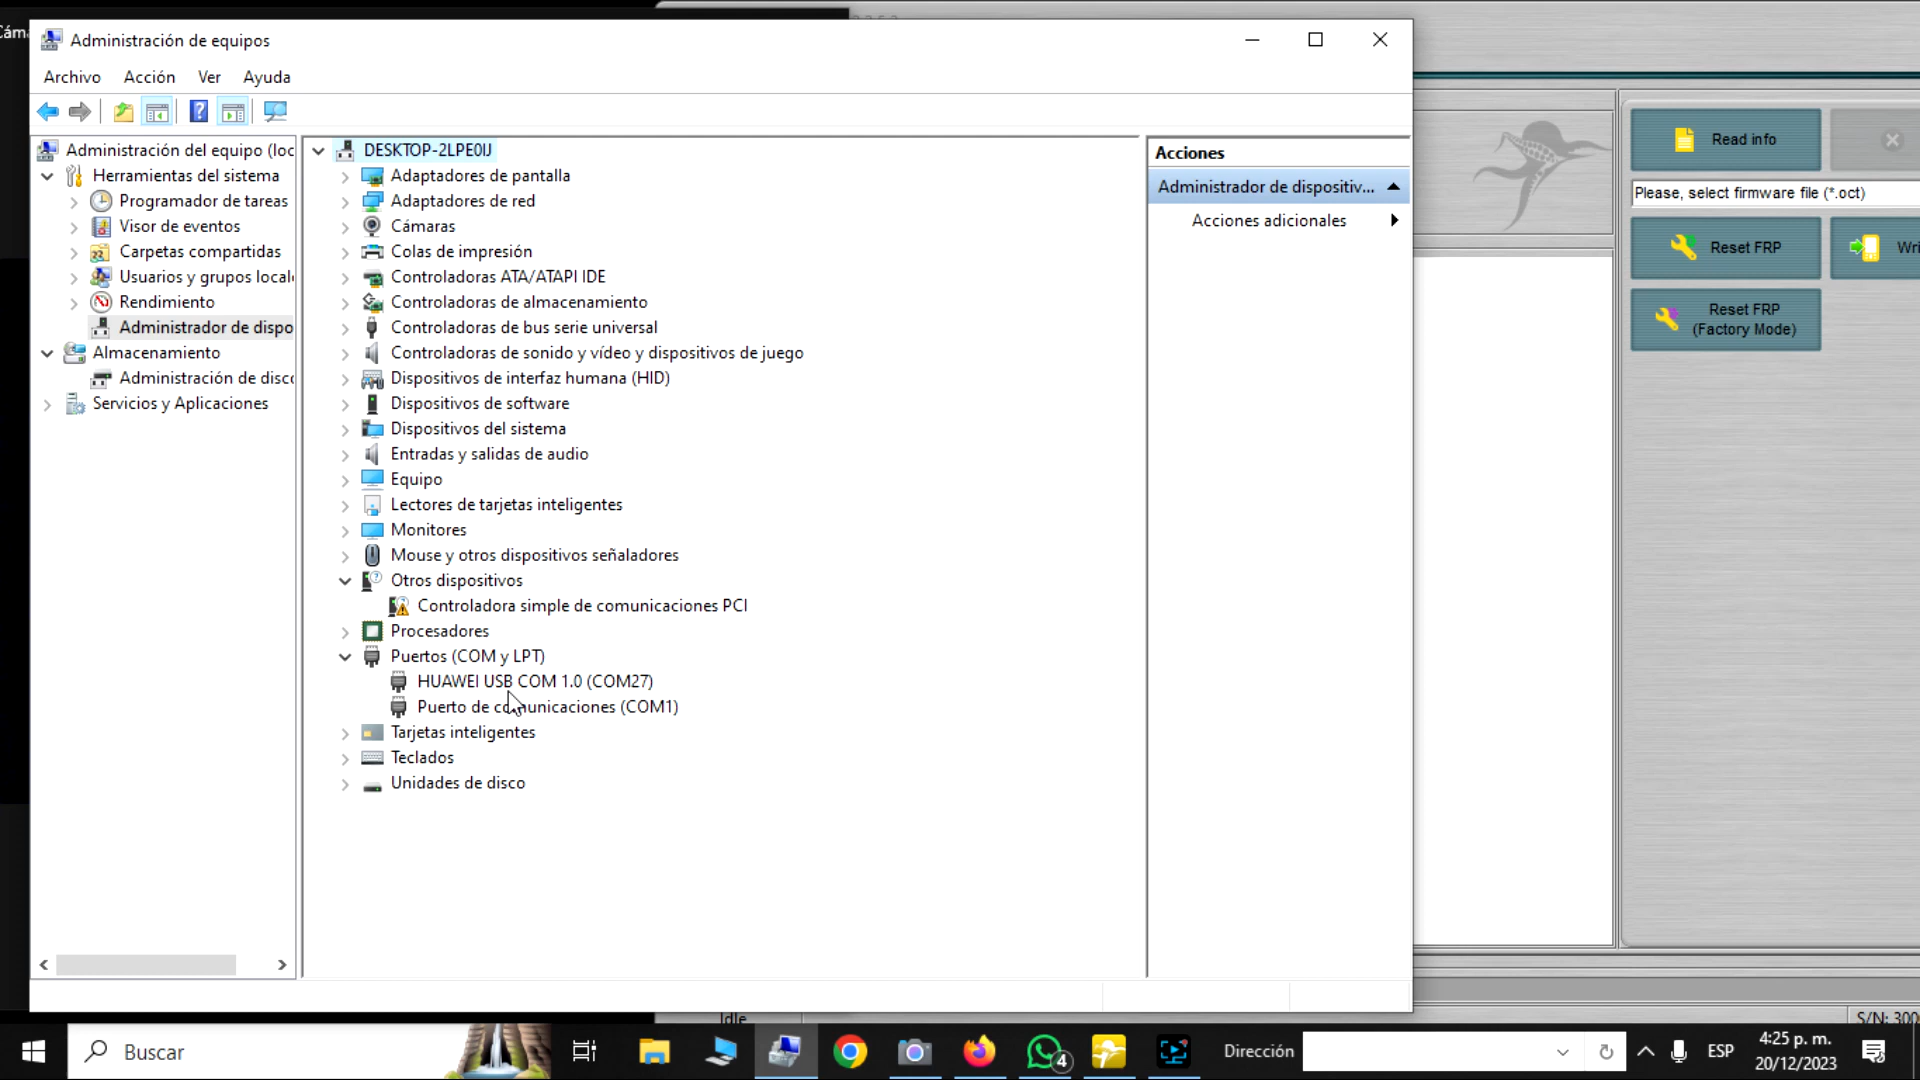 Cáma
Administración de equipos
Archivo Acción Ver Ayuda
Administración del equipo (loc
Herramientas del sistema
Programador de tareas
Visor de eventos
Carpetas compartidas
Usuarios y grupos locale
Rendimiento
Administrador de dispo
Almacenamiento
Administración de disco
Servicios y Aplicaciones
DESKTOP-2LPE0IJ
Adaptadores de pantalla
Adaptadores de red
Cámaras
Colas de impresión
Controladoras ATA/ATAPI IDE
Controladoras de almacenamiento
Controladoras de bus serie universal
Controladoras de sonido y vídeo y dispositivos de juego
Dispositivos de interfaz humana (HID)
Dispositivos de software
Dispositivos del sistema
Entradas y salidas de audio
Equipo
Lectores de tarjetas inteligentes
Monitores
Mouse y otros dispositivos señaladores
Otros dispositivos
Controladora simple de comunicaciones PCI
Procesadores
Puertos (COM y LPT)
HUAWEI USB COM 1.0 (COM27)
Puerto de comunicaciones (COM1)
Tarjetas inteligentes
Teclados
Unidades de disco
Acciones
Administrador de dispositiv...
Acciones adicionales
Read info
Please, select firmware file (*.oct)
Reset FRP
Wri
Reset FRP
(Factory Mode)
Idle
S/N: 300
Buscar
4
Dirección
ESP
4:25 p. m.
20/12/2023